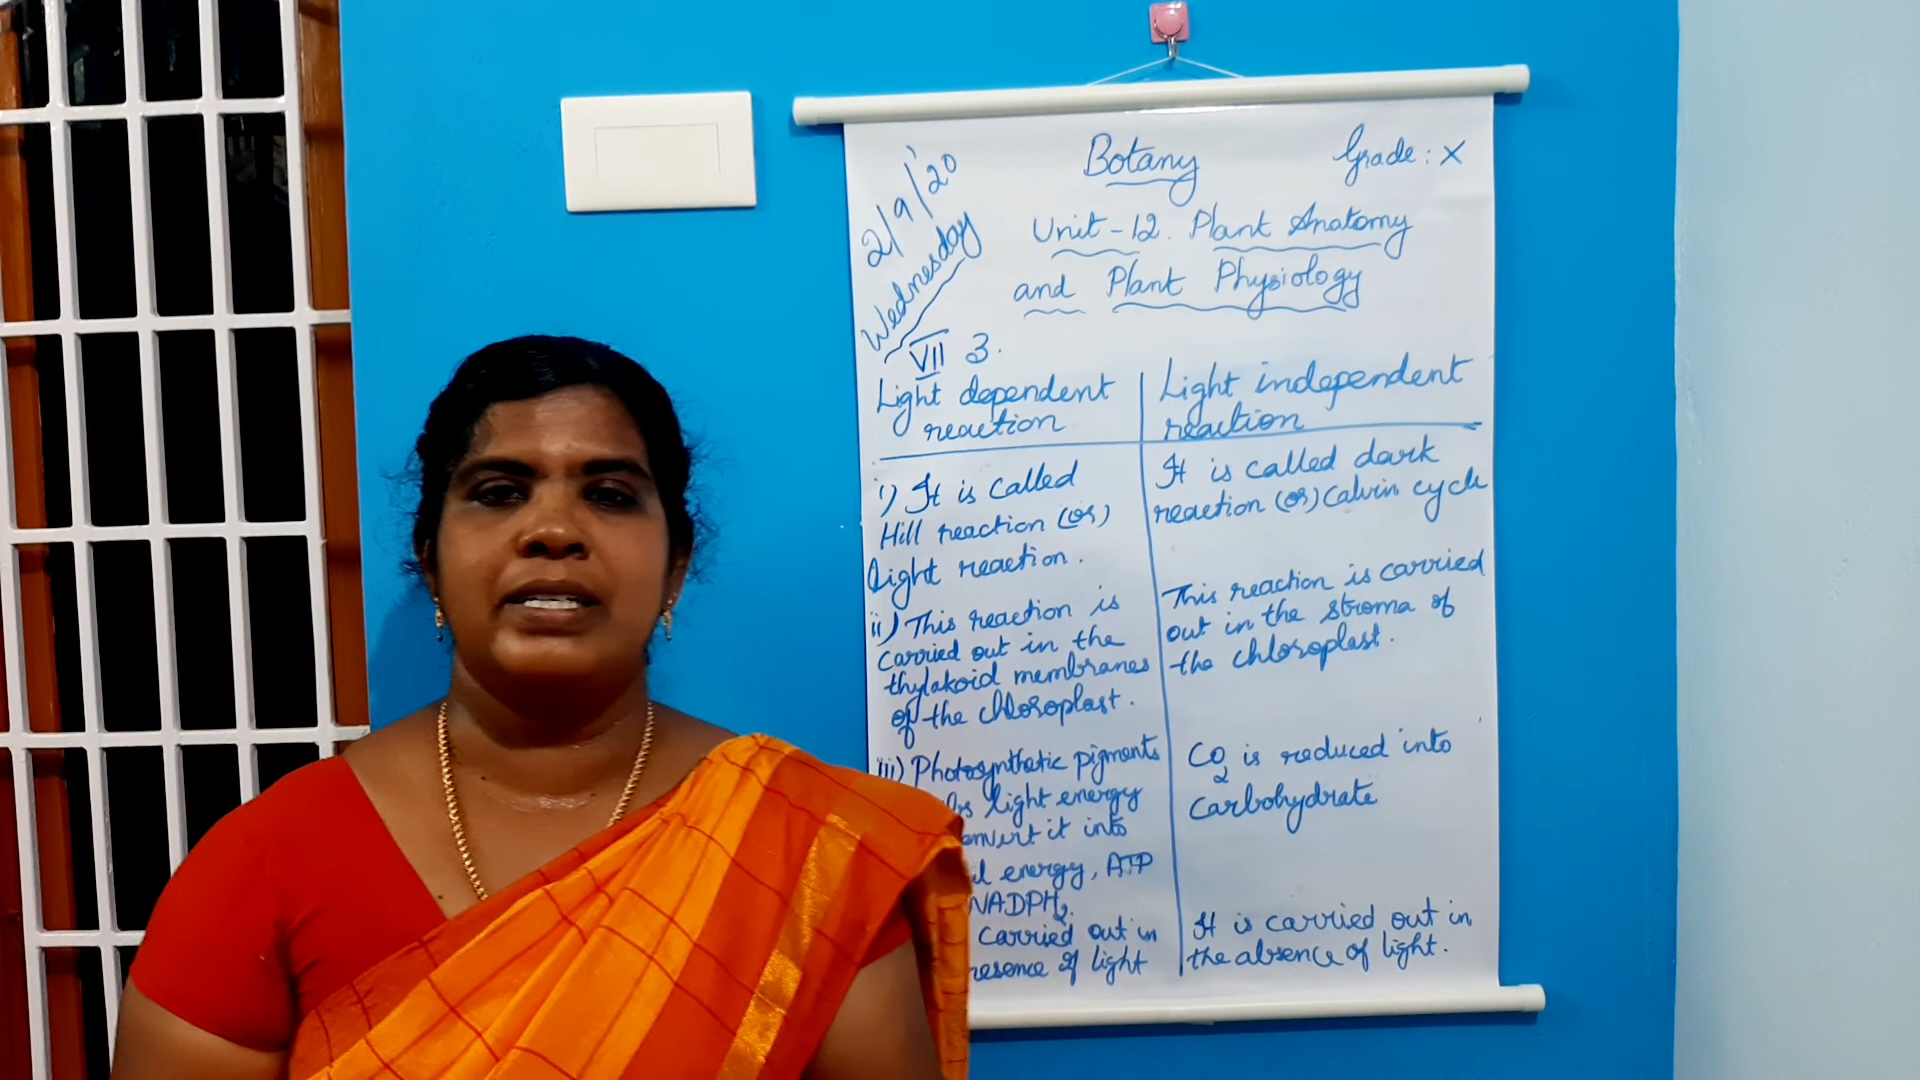 2/9/'20
Wednesday
Botany
Grade: X
Unit-12. Plant Anatomy
and Plant Physiology
VII 3.
Light dependent
reaction
i) It is called
Hill reaction (or)
Light reaction.
ii) This reaction is
carried out in the
thylakoid membranes
of the chloroplast.
iii) Photosynthetic pigments
light energy
it into
energy, ATP
NADPH2.
carried out in
of light
Light independent
reaction
It is called dark
reaction (or) Calvin cycle
This reaction is carried
out in the stroma of
the chloroplast.
CO2 is reduced into
carbohydrate
It is carried out in
the absence of light.